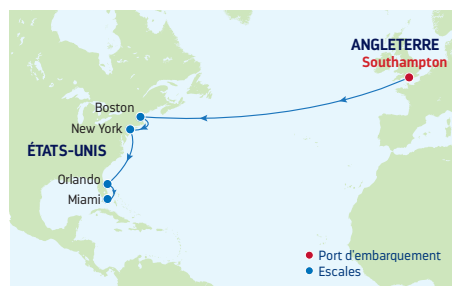 ANGLETERRE
Southampton
Boston
New York
ÉTATS-UNIS
Orlando
Miami
Port d'embarquement
Escales